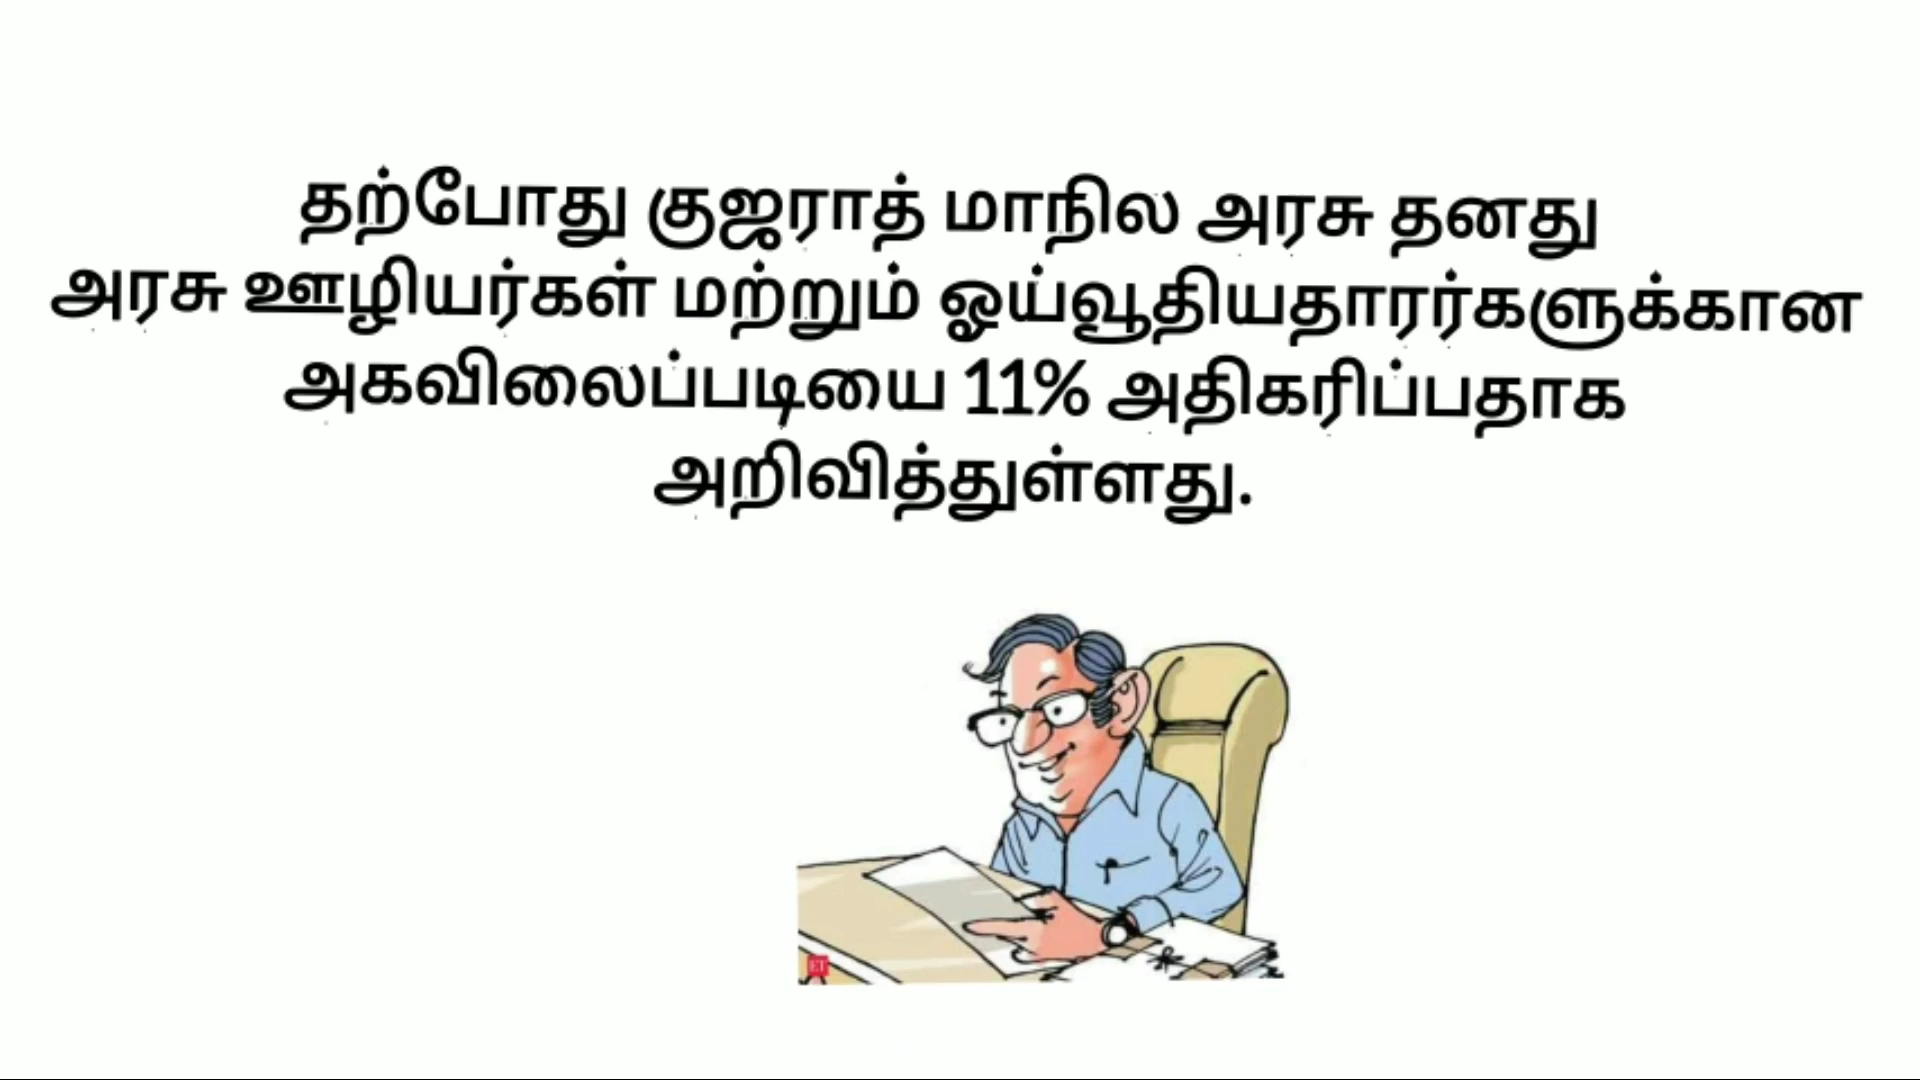 தற்போது குஜராத் மாநில அரசு தனது
அரசு ஊழியர்கள் மற்றும் ஓய்வூதியதாரர்களுக்கான
அகவிலைப்படியை 11% அதிகரிப்பதாக
அறிவித்துள்ளது.
ET